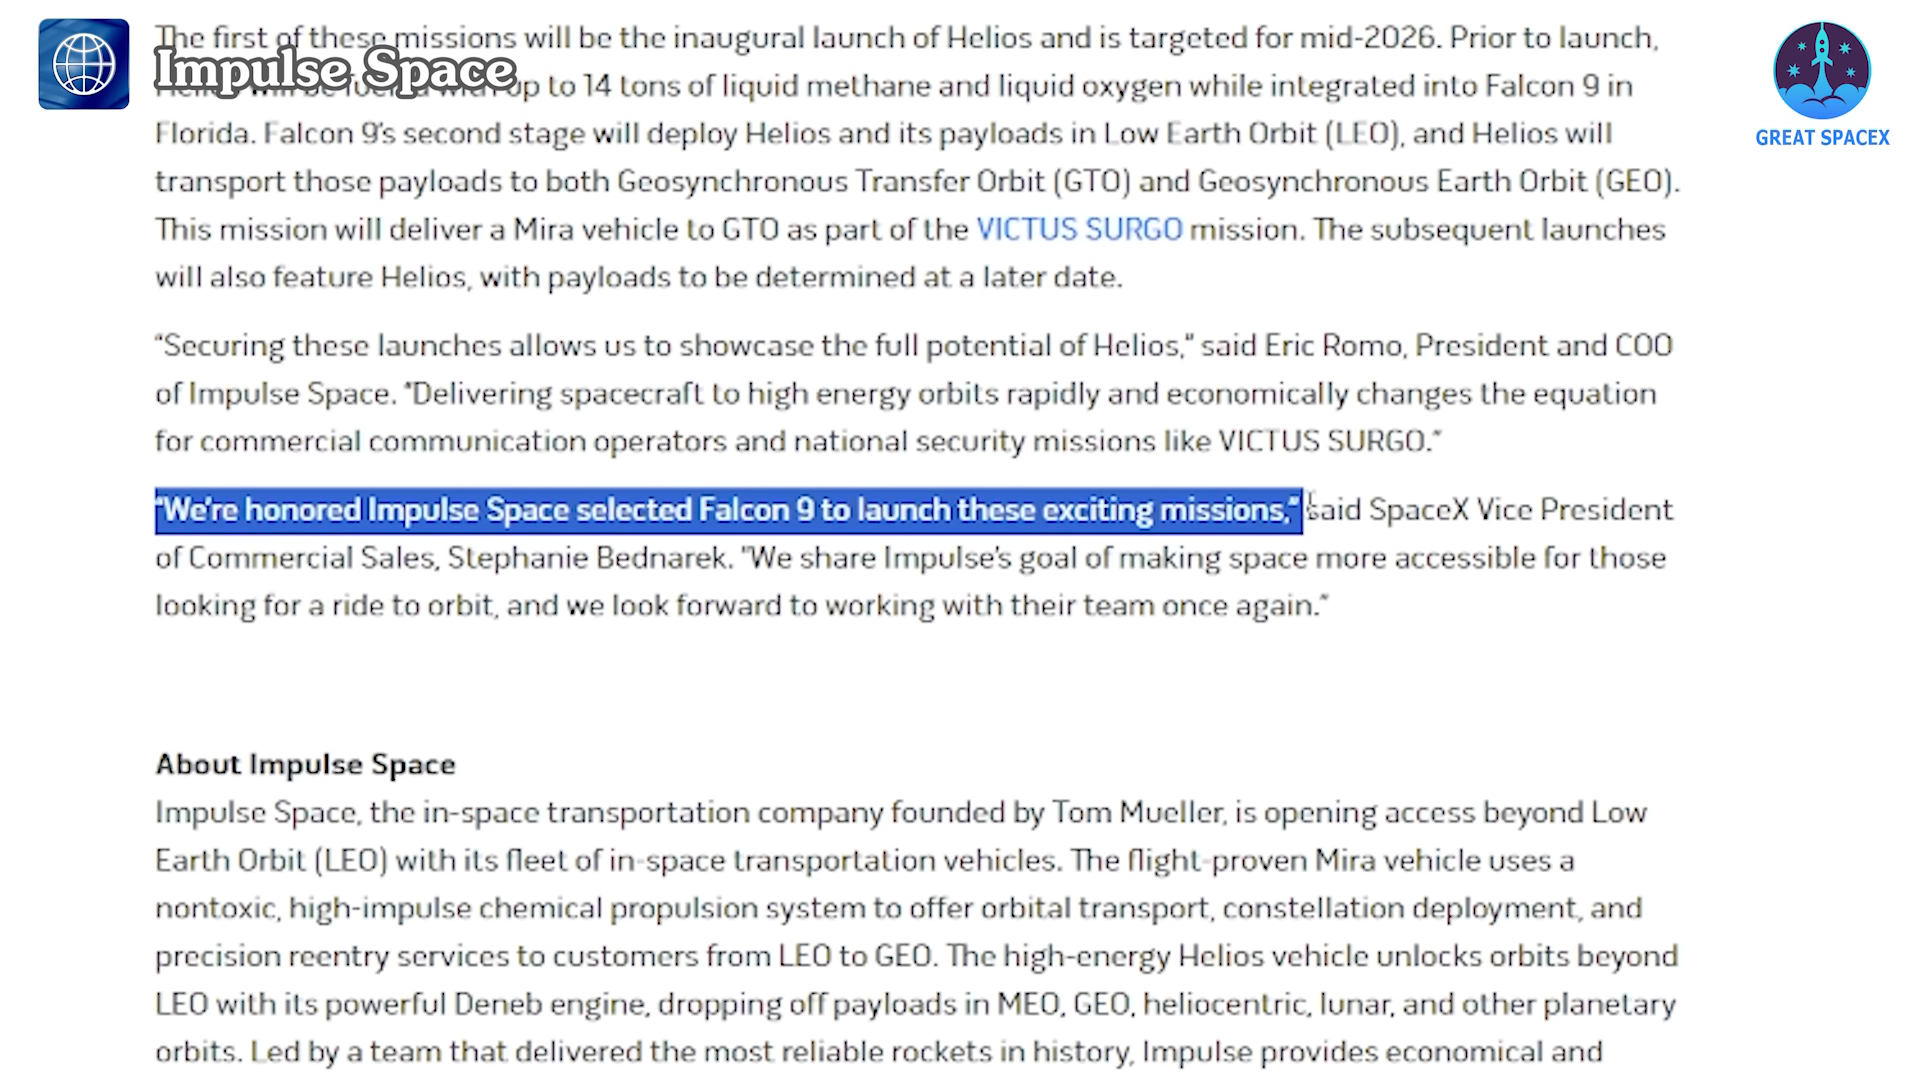 The first of these missions will be the inaugural launch of Helios and is targeted for mid-2026. Prior to launch,
Impulse Space
Helios will be fueled with up to 14 tons of liquid methane and liquid oxygen while integrated into Falcon 9 in
Florida. Falcon 9's second stage will deploy Helios and its payloads in Low Earth Orbit (LEO), and Helios will
transport those payloads to both Geosynchronous Transfer Orbit (GTO) and Geosynchronous Earth Orbit (GEO).
This mission will deliver a Mira vehicle to GTO as part of the VICTUS SURGO mission. The subsequent launches
will also feature Helios, with payloads to be determined at a later date.
"Securing these launches allows us to showcase the full potential of Helios," said Eric Romo, President and COO
of Impulse Space. "Delivering spacecraft to high energy orbits rapidly and economically changes the equation
for commercial communication operators and national security missions like VICTUS SURGO."
"We're honored Impulse Space selected Falcon 9 to launch these exciting missions," said SpaceX Vice President
of Commercial Sales, Stephanie Bednarek. "We share Impulse's goal of making space more accessible for those
looking for a ride to orbit, and we look forward to working with their team once again."
About Impulse Space
Impulse Space, the in-space transportation company founded by Tom Mueller, is opening access beyond Low
Earth Orbit (LEO) with its fleet of in-space transportation vehicles. The flight-proven Mira vehicle uses a
nontoxic, high-impulse chemical propulsion system to offer orbital transport, constellation deployment, and
precision reentry services to customers from LEO to GEO. The high-energy Helios vehicle unlocks orbits beyond
LEO with its powerful Deneb engine, dropping off payloads in MEO, GEO, heliocentric, lunar, and other planetary
orbits. Led by a team that delivered the most reliable rockets in history, Impulse provides economical and
GREAT SPACEX